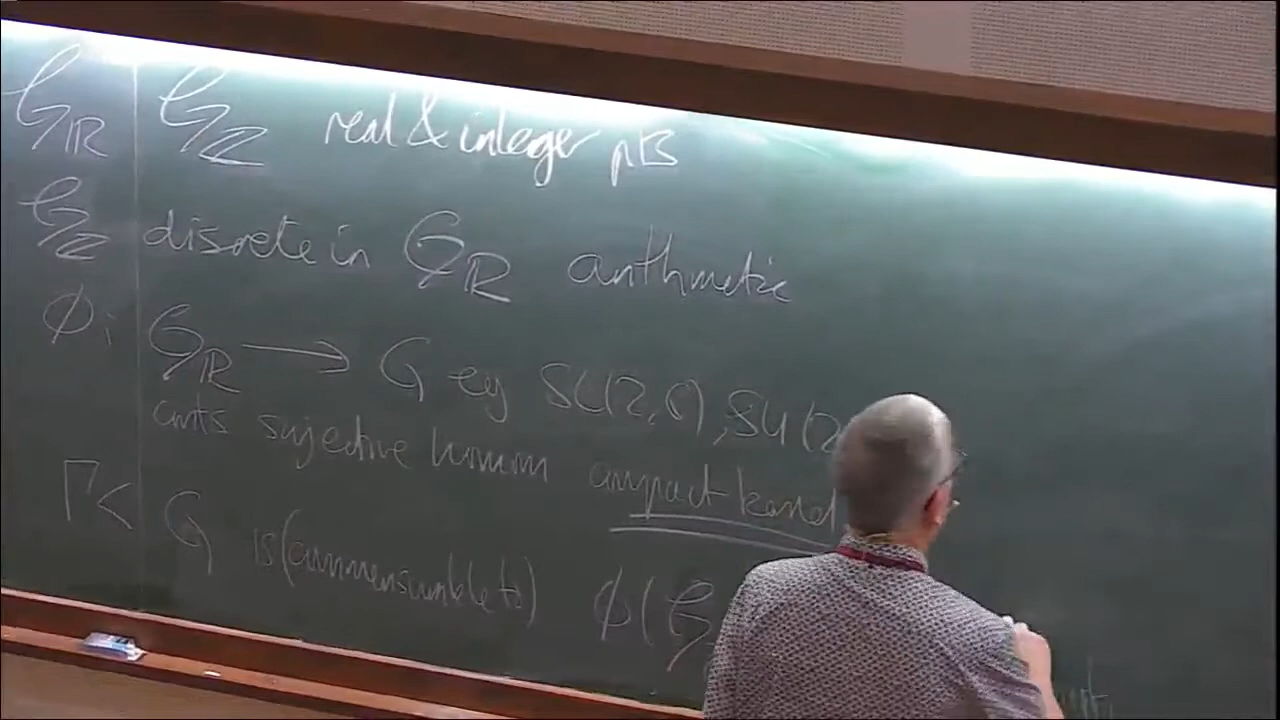 G_ℝ G_ℤ real & integer pts
G_ℤ discrete in G_ℝ arithmetic
φ: G_ℝ → G eg SL(2,ℂ), SU(2
cnts sujective homom compact kernel
Γ < G is (commensurable to) φ(G